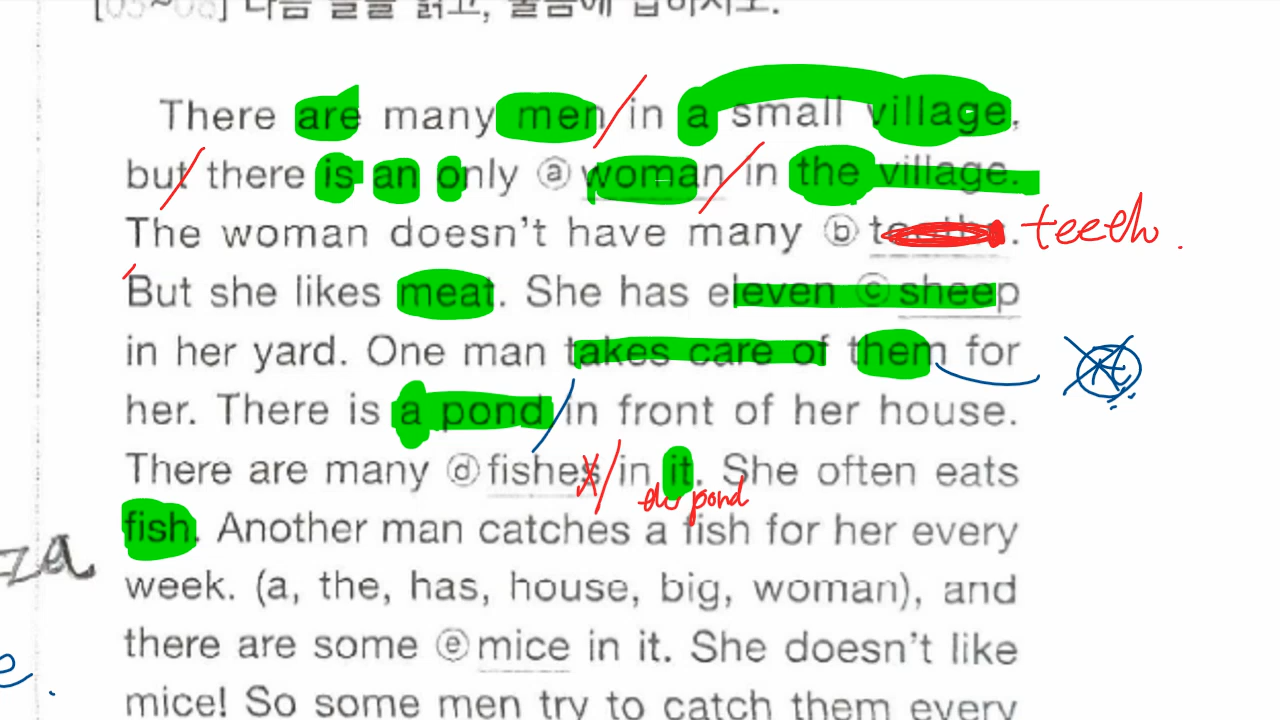 [05~06] 다음 글을 읽고, 물음에 답하시오.
There are many men in a small village,
but there is an only ⓐ woman in the village.
The woman doesn't have many ⓑ . teeth.
But she likes meat. She has eleven ⓒ sheep
in her yard. One man takes care of them for
her. There is a pond in front of her house.
There are many ⓓ fishes in it. She often eats
the pond
fish. Another man catches a fish for her every
za
week. (a, the, has, house, big, woman), and
there are some ⓔ mice in it. She doesn't like
e.
mice! So some men try to catch them every